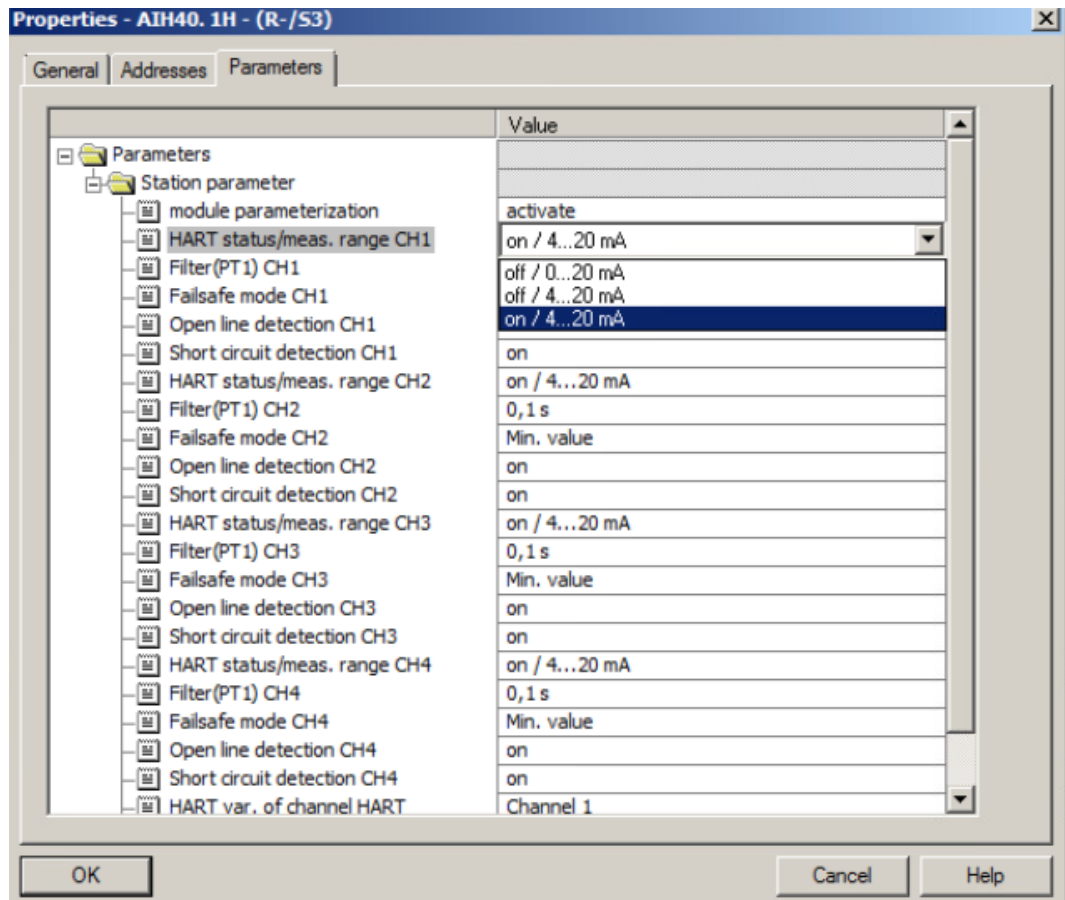 Properties - AIH40. 1H - (R-/S3)
General Addresses Parameters
Value
Parameters
Station parameter
module parameterization activate
HART status/meas. range CH1 on / 4...20 mA
Filter(PT1) CH1 off / 0...20 mA
Failsafe mode CH1 off / 4...20 mA
Open line detection CH1 on / 4...20 mA
Short circuit detection CH1 on
HART status/meas. range CH2 on / 4...20 mA
Filter(PT1) CH2 0,1 s
Failsafe mode CH2 Min. value
Open line detection CH2 on
Short circuit detection CH2 on
HART status/meas. range CH3 on / 4...20 mA
Filter(PT1) CH3 0,1 s
Failsafe mode CH3 Min. value
Open line detection CH3 on
Short circuit detection CH3 on
HART status/meas. range CH4 on / 4...20 mA
Filter(PT1) CH4 0,1 s
Failsafe mode CH4 Min. value
Open line detection CH4 on
Short circuit detection CH4 on
HART var. of channel HART Channel 1
OK Cancel Help